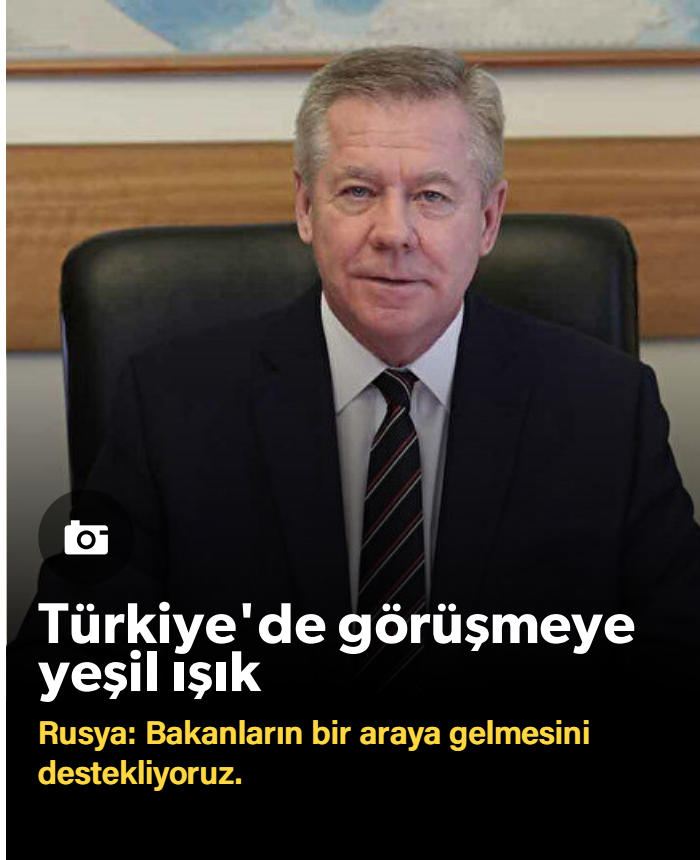 Türkiye'de görüşmeye
yeşil ışık
Rusya: Bakanların bir araya gelmesini
destekliyoruz.